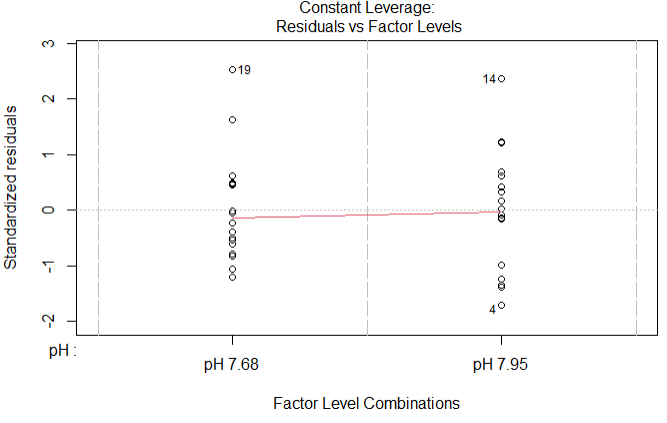 Constant Leverage:
Residuals vs Factor Levels
Standardized residuals
3
2
1
0
-1
-2
19
14
4
pH :
pH 7.68
pH 7.95
Factor Level Combinations